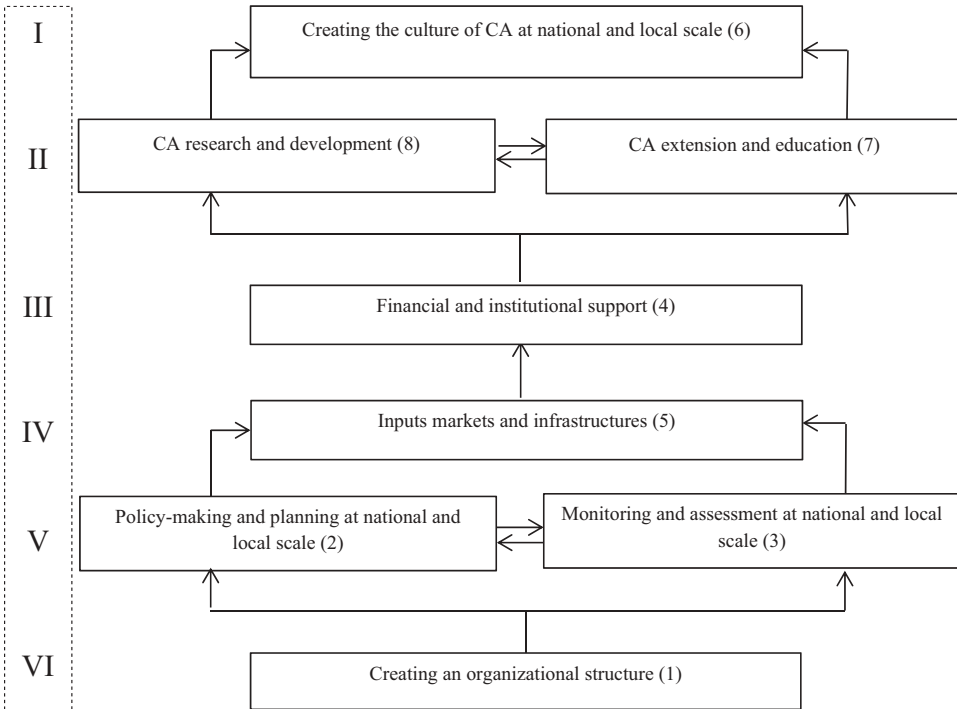 I
Creating the culture of CA at national and local scale (6)
II
CA research and development (8)
CA extension and education (7)
III
Financial and institutional support (4)
IV
Inputs markets and infrastructures (5)
V
Policy-making and planning at national and
local scale (2)
Monitoring and assessment at national and local
scale (3)
VI
Creating an organizational structure (1)